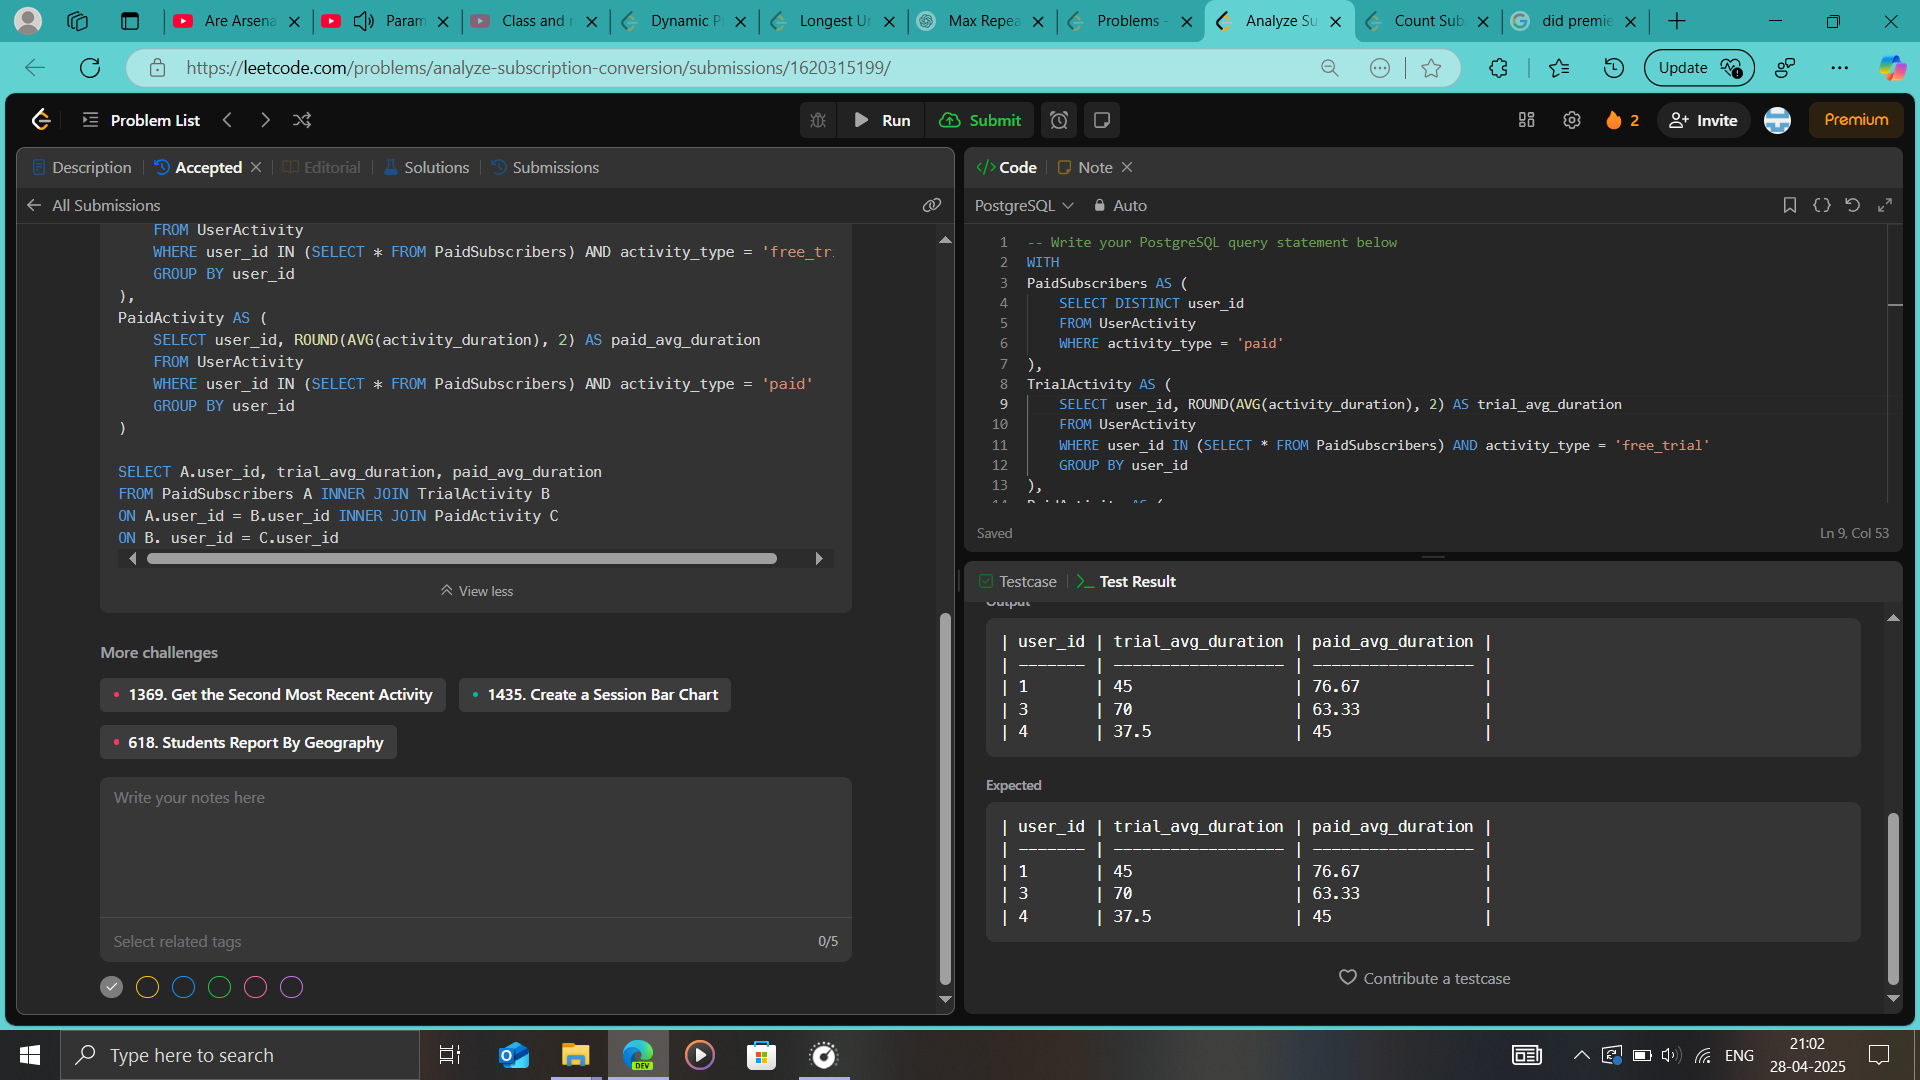 Are Arsena
Param
Class and r
Dynamic P
Longest Ur
Max Repea
Problems -
Analyze Su
Count Sub
did premie
https://leetcode.com/problems/analyze-subscription-conversion/submissions/1620315199/
Update
Problem List
Run
Submit
2
Invite
Premium
Description
Accepted
Editorial
Solutions
Submissions
All Submissions
FROM UserActivity
WHERE user_id IN (SELECT * FROM PaidSubscribers) AND activity_type = 'free_tr
GROUP BY user_id
),
PaidActivity AS (
SELECT user_id, ROUND(AVG(activity_duration), 2) AS paid_avg_duration
FROM UserActivity
WHERE user_id IN (SELECT * FROM PaidSubscribers) AND activity_type = 'paid'
GROUP BY user_id
)
SELECT A.user_id, trial_avg_duration, paid_avg_duration
FROM PaidSubscribers A INNER JOIN TrialActivity B
ON A.user_id = B.user_id INNER JOIN PaidActivity C
ON B. user_id = C.user_id
View less
More challenges
1369. Get the Second Most Recent Activity
1435. Create a Session Bar Chart
618. Students Report By Geography
Write your notes here
Select related tags
0/5
Code
Note
PostgreSQL
Auto
1 -- Write your PostgreSQL query statement below
2 WITH
3 PaidSubscribers AS (
4 SELECT DISTINCT user_id
5 FROM UserActivity
6 WHERE activity_type = 'paid'
7 ),
8 TrialActivity AS (
9 SELECT user_id, ROUND(AVG(activity_duration), 2) AS trial_avg_duration
10 FROM UserActivity
11 WHERE user_id IN (SELECT * FROM PaidSubscribers) AND activity_type = 'free_trial'
12 GROUP BY user_id
13 ),
14 PaidActivity AS (
Saved
Ln 9, Col 53
Testcase
Test Result
Output
| user_id | trial_avg_duration | paid_avg_duration |
| ------- | ------------------ | ----------------- |
| 1 | 45 | 76.67 |
| 3 | 70 | 63.33 |
| 4 | 37.5 | 45 |
Expected
| user_id | trial_avg_duration | paid_avg_duration |
| ------- | ------------------ | ----------------- |
| 1 | 45 | 76.67 |
| 3 | 70 | 63.33 |
| 4 | 37.5 | 45 |
Contribute a testcase
Type here to search
DEV
ENG
21:02
28-04-2025